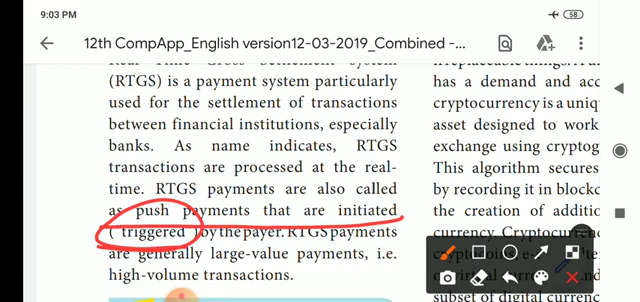 9:03 PM
58
12th CompApp_English version12-03-2019_Combined -...
(RTGS) is a payment system particularly
used for the settlement of transactions
between financial institutions, especially
banks. As name indicates, RTGS
transactions are processed at the real-
time. RTGS payments are also called
as push payments that are initiated
( triggered ) by the payer. RTGS payments
are generally large-value payments, i.e.
high-volume transactions.
has a demand and acc
cryptocurrency is a uniq
asset designed to work
exchange using cryptog
This algorithm secures
by recording it in blockc
the creation of additio
currency. Cryptocurren
subset of digital currenc